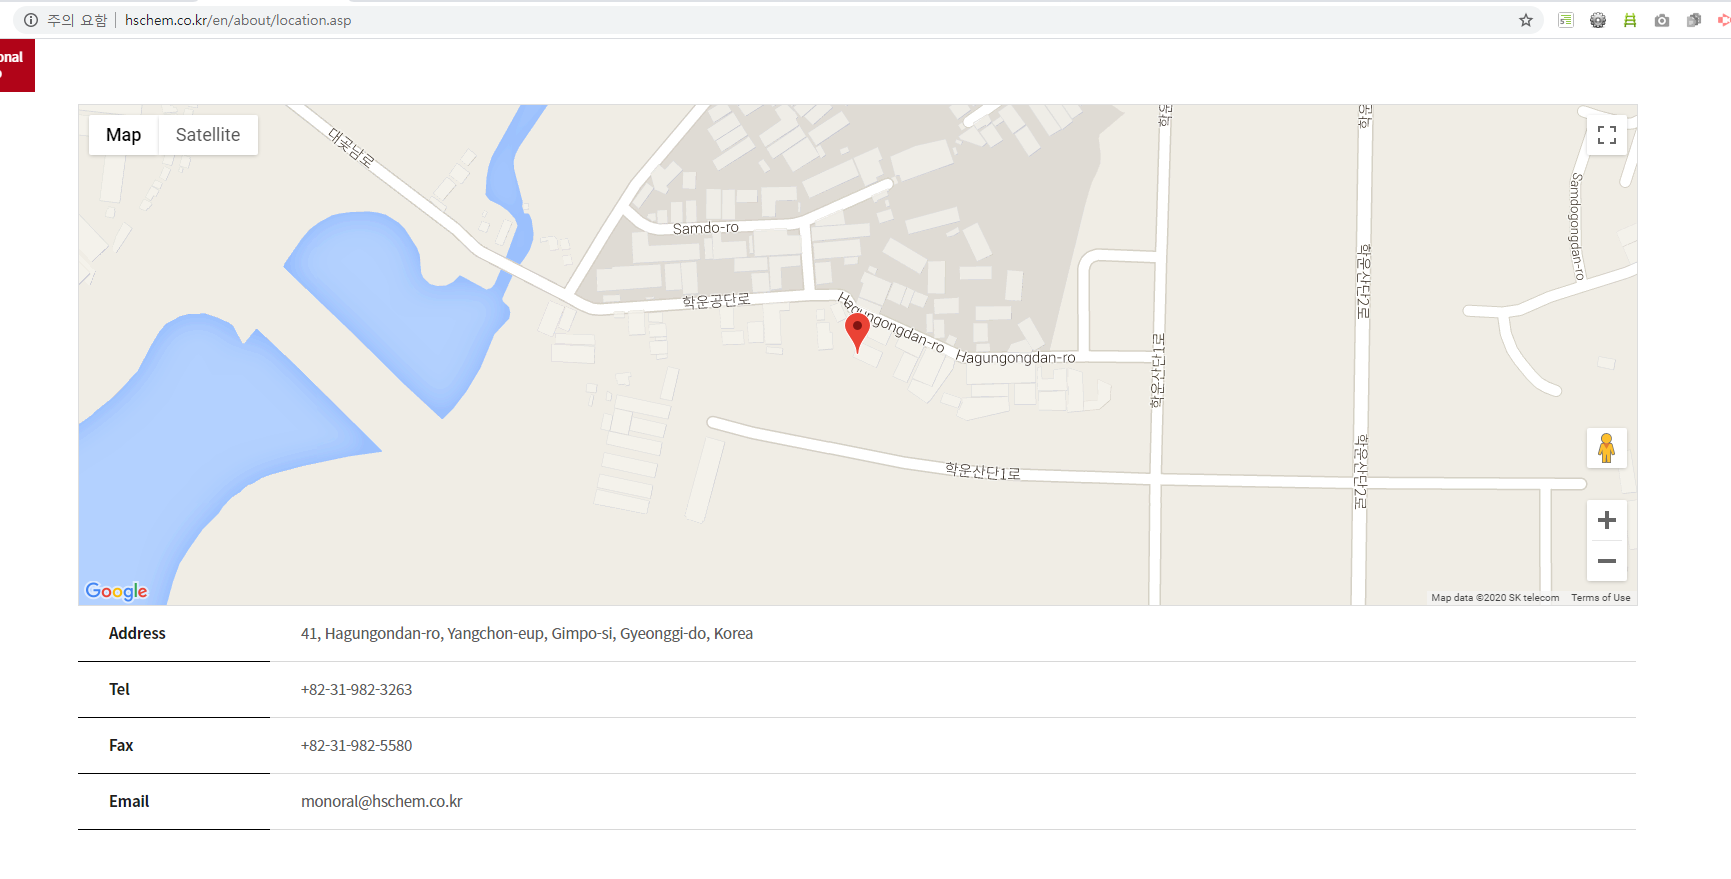 주의 요함 | hschem.co.kr/en/about/location.asp
onal
Map Satellite
대곶남로
학운
학운
Samdo-ro
Samdogongdan-ro
학운산단2로
학운공단로
Hagungongdan-ro
Hagungongdan-ro
학운산단1로
학운산단1로
학운산단2로
Google
Map data ©2020 SK telecom Terms of Use
Address 41, Hagungondan-ro, Yangchon-eup, Gimpo-si, Gyeonggi-do, Korea
Tel +82-31-982-3263
Fax +82-31-982-5580
Email monoral@hschem.co.kr